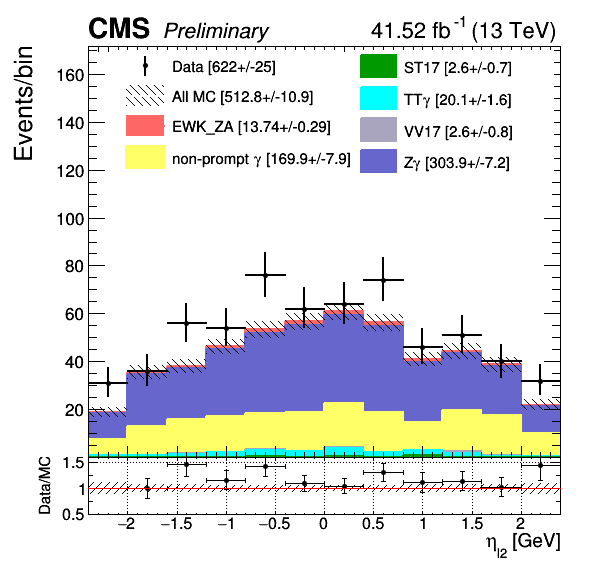 CMS Preliminary 41.52 fb⁻¹ (13 TeV)
Events/bin
Data [622+/-25]
All MC [512.8+/-10.9]
EWK_ZA [13.74+/-0.29]
non-prompt γ [169.9+/-7.9]
ST17 [2.6+/-0.7]
TTγ [20.1+/-1.6]
VV17 [2.6+/-0.8]
Zγ [303.9+/-7.2]
160
140
120
100
80
60
40
20
Data/MC
1.5
1
0.5
−2 −1.5 −1 −0.5 0 0.5 1 1.5 2
η_l2 [GeV]